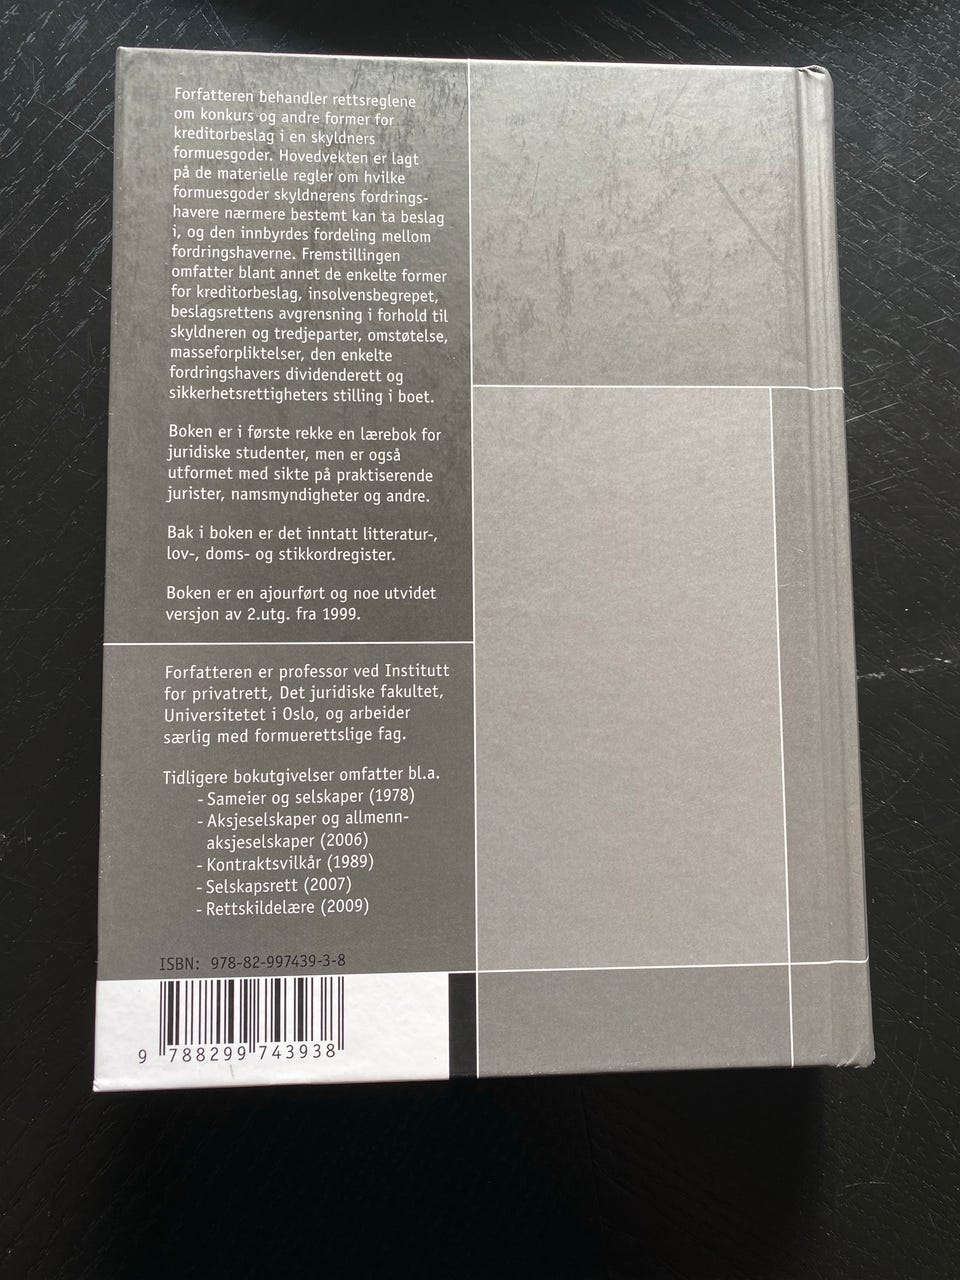 Forfatteren behandler rettsreglene
om konkurs og andre former for
kreditorbeslag i en skyldners
formuesgoder. Hovedvekten er lagt
på de materielle regler om hvilke
formuesgoder skyldnerens fordrings-
havere nærmere bestemt kan ta beslag
i, og den innbyrdes fordeling mellom
fordringshaverne. Fremstillingen
omfatter blant annet de enkelte former
for kreditorbeslag, insolvensbegrepet,
beslagsrettens avgrensning i forhold til
skyldneren og tredjeparter, omstøtelse,
masseforpliktelser, den enkelte
fordringshavers dividenderett og
sikkerhetsrettigheters stilling i boet.
Boken er i første rekke en lærebok for
juridiske studenter, men er også
utformet med sikte på praktiserende
jurister, namsmyndigheter og andre.
Bak i boken er det inntatt litteratur-,
lov-, doms- og stikkordregister.
Boken er en ajourført og noe utvidet
versjon av 2.utg. fra 1999.
Forfatteren er professor ved Institutt
for privatrett, Det juridiske fakultet,
Universitetet i Oslo, og arbeider
særlig med formuerettslige fag.
Tidligere bokutgivelser omfatter bl.a.
- Sameier og selskaper (1978)
- Aksjeselskaper og allmenn-
aksjeselskaper (2006)
- Kontraktsvilkår (1989)
- Selskapsrett (2007)
- Rettskildelære (2009)
ISBN: 978-82-997439-3-8
9 788299 743938